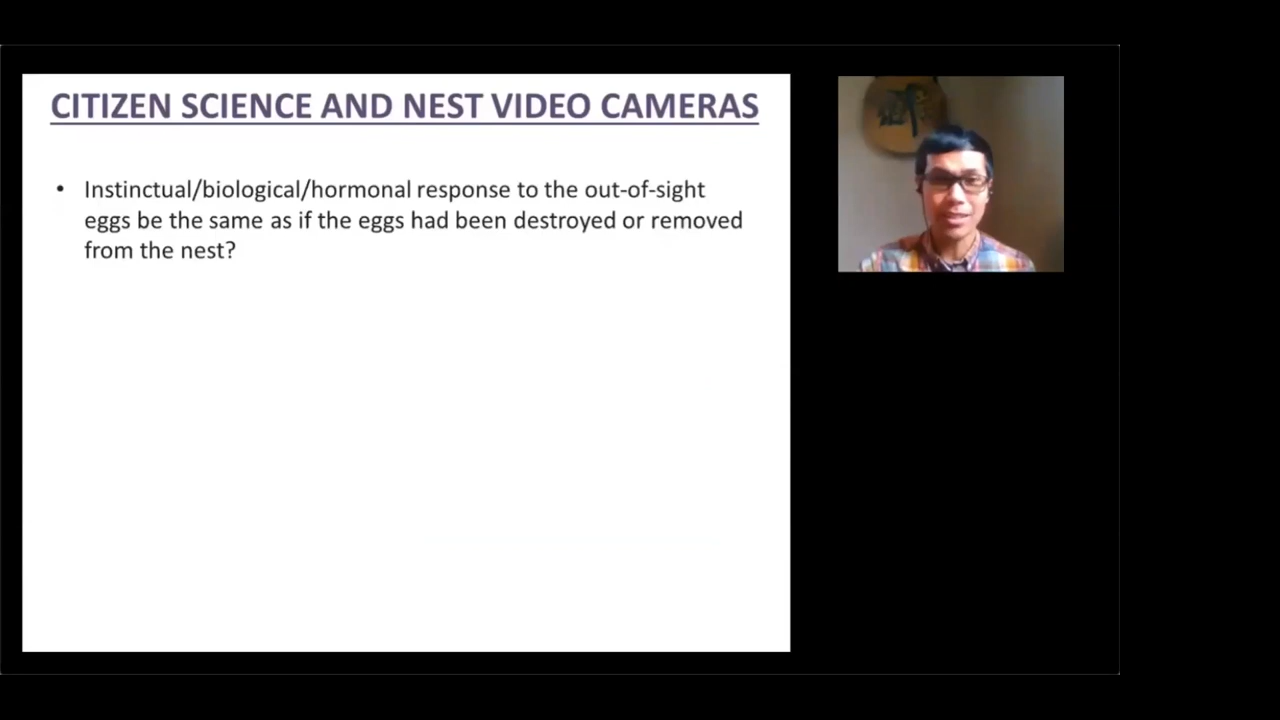 CITIZEN SCIENCE AND NEST VIDEO CAMERAS
• Instinctual/biological/hormonal response to the out-of-sight
eggs be the same as if the eggs had been destroyed or removed
from the nest?